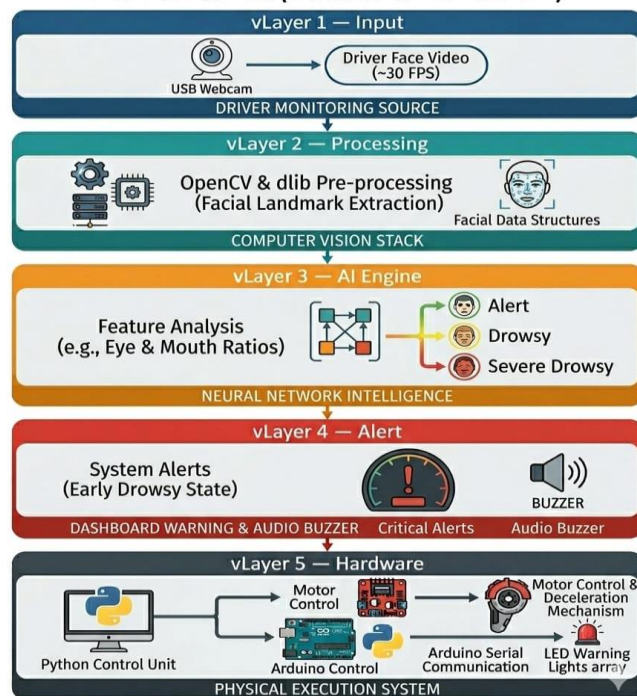 vLayer 1 — Input
USB Webcam
Driver Face Video
(~30 FPS)
DRIVER MONITORING SOURCE
vLayer 2 — Processing
OpenCV & dlib Pre-processing
(Facial Landmark Extraction)
Facial Data Structures
COMPUTER VISION STACK
vLayer 3 — AI Engine
Feature Analysis
(e.g., Eye & Mouth Ratios)
Alert
Drowsy
Severe Drowsy
NEURAL NETWORK INTELLIGENCE
vLayer 4 — Alert
System Alerts
(Early Drowsy State)
BUZZER
DASHBOARD WARNING & AUDIO BUZZER
Critical Alerts
Audio Buzzer
vLayer 5 — Hardware
Python Control Unit
Motor
Control
Motor Control &
Deceleration
Mechanism
Arduino Control
Arduino Serial
Communication
LED Warning
Lights array
PHYSICAL EXECUTION SYSTEM